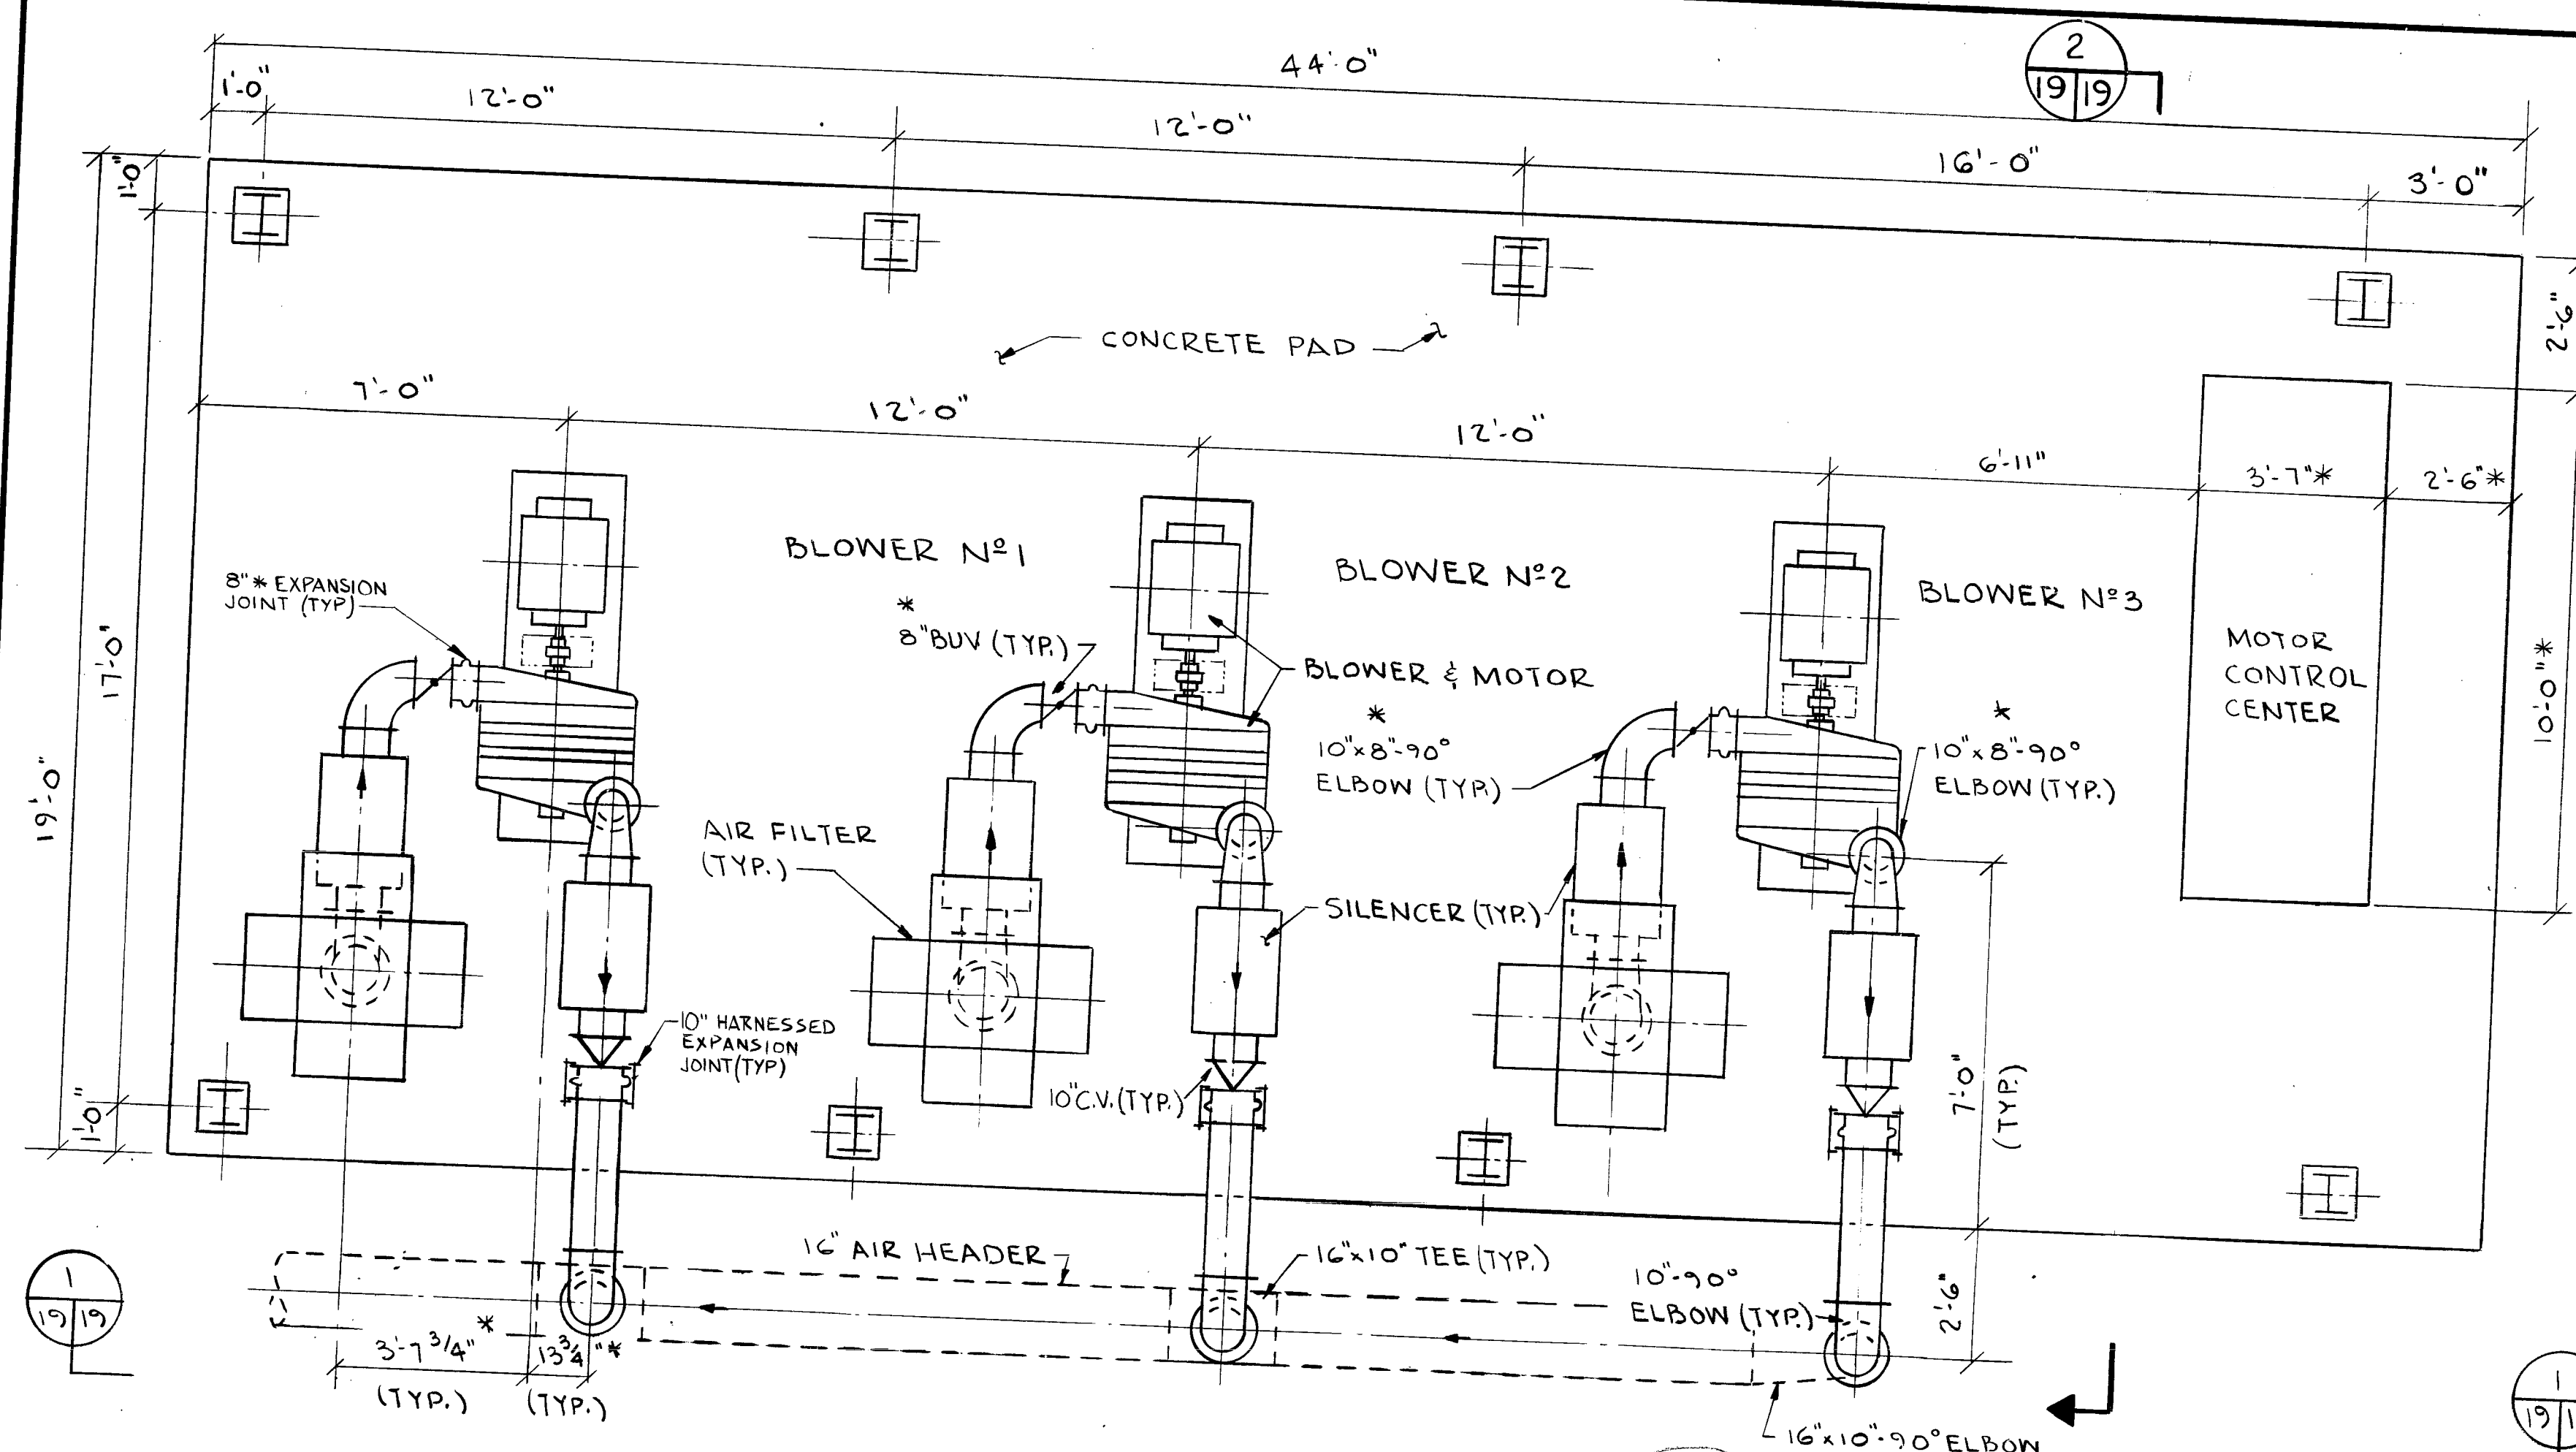 44'-0"
2
19 19
1'-0"
12'-0"
12'-0"
16'-0"
3'-0"
1'-0"
2'-6"
CONCRETE PAD
7'-0"
12'-0"
12'-0"
6'-11"
3'-7"*
2'-6"*
BLOWER Nº1
BLOWER Nº2
BLOWER Nº3
8"* EXPANSION
JOINT (TYP)
*
8"BUV (TYP.)
BLOWER & MOTOR
MOTOR
CONTROL
CENTER
10'-0"*
17'-0"
19'-0"
*
10"x8"-90°
ELBOW (TYP.)
*
10"x8"-90°
ELBOW (TYP.)
AIR FILTER
(TYP.)
SILENCER (TYP.)
10" HARNESSED
EXPANSION
JOINT (TYP)
10"C.V. (TYP.)
7'-0"
(TYP.)
1'-0"
16" AIR HEADER
16"x10" TEE (TYP.)
10"-90°
ELBOW (TYP.)
2'-6"
1
19 19
3'-7 3/4" *
(TYP.)
13 3/4 "*
(TYP.)
16"x10"-90° ELBOW
1
19